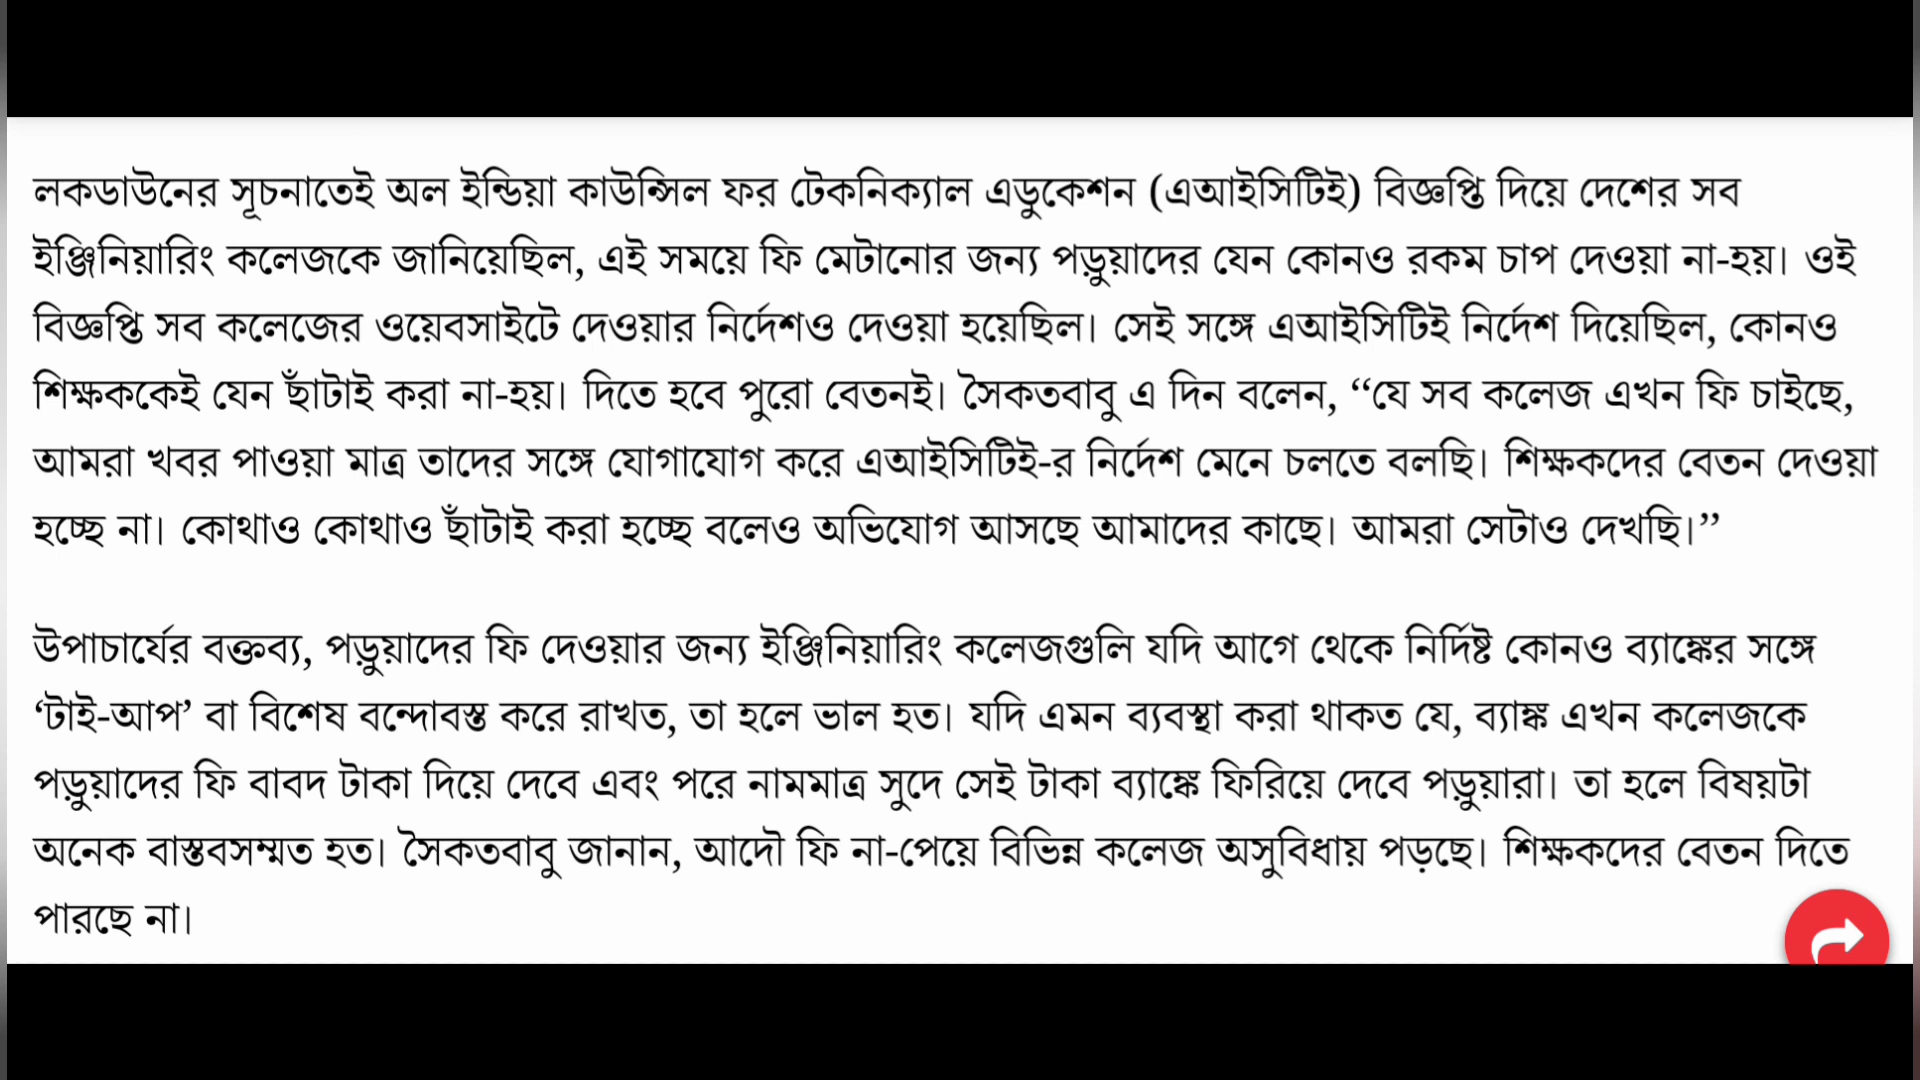 লকডাউনের সূচনাতেই অল ইন্ডিয়া কাউন্সিল ফর টেকনিক্যাল এডুকেশন (এআইসিটিই) বিজ্ঞপ্তি দিয়ে দেশের সব
ইঞ্জিনিয়ারিং কলেজকে জানিয়েছিল, এই সময়ে ফি মেটানোর জন্য পড়ুয়াদের যেন কোনও রকম চাপ দেওয়া না-হয়। ওই
বিজ্ঞপ্তি সব কলেজের ওয়েবসাইটে দেওয়ার নির্দেশও দেওয়া হয়েছিল। সেই সঙ্গে এআইসিটিই নির্দেশ দিয়েছিল, কোনও
শিক্ষককেই যেন ছাঁটাই করা না-হয়। দিতে হবে পুরো বেতনই। সৈকতবাবু এ দিন বলেন, ‘‘যে সব কলেজ এখন ফি চাইছে,
আমরা খবর পাওয়া মাত্র তাদের সঙ্গে যোগাযোগ করে এআইসিটিই-র নির্দেশ মেনে চলতে বলছি। শিক্ষকদের বেতন দেওয়া
হচ্ছে না। কোথাও কোথাও ছাঁটাই করা হচ্ছে বলেও অভিযোগ আসছে আমাদের কাছে। আমরা সেটাও দেখছি।’’
উপাচার্যের বক্তব্য, পড়ুয়াদের ফি দেওয়ার জন্য ইঞ্জিনিয়ারিং কলেজগুলি যদি আগে থেকে নির্দিষ্ট কোনও ব্যাঙ্কের সঙ্গে
‘টাই-আপ’ বা বিশেষ বন্দোবস্ত করে রাখত, তা হলে ভাল হত। যদি এমন ব্যবস্থা করা থাকত যে, ব্যাঙ্ক এখন কলেজকে
পড়ুয়াদের ফি বাবদ টাকা দিয়ে দেবে এবং পরে নামমাত্র সুদে সেই টাকা ব্যাঙ্কে ফিরিয়ে দেবে পড়ুয়ারা। তা হলে বিষয়টা
অনেক বাস্তবসম্মত হত। সৈকতবাবু জানান, আদৌ ফি না-পেয়ে বিভিন্ন কলেজ অসুবিধায় পড়ছে। শিক্ষকদের বেতন দিতে
পারছে না।